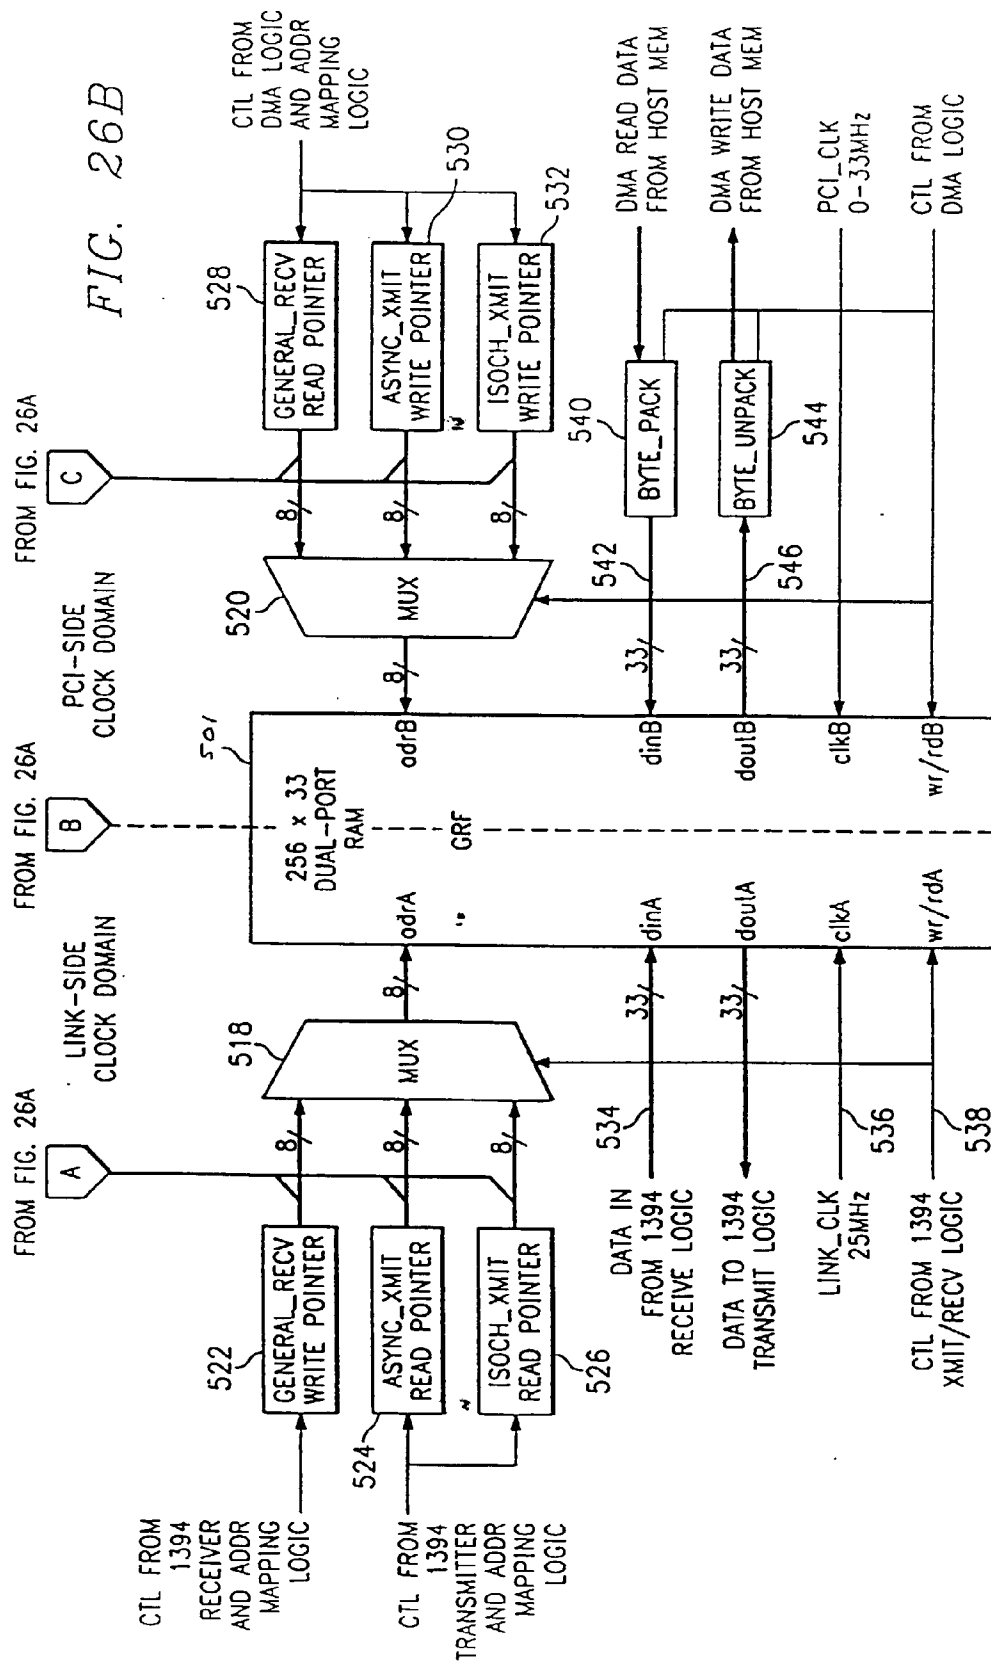 FIG. 26B
FROM FIG. 26A
A
FROM FIG. 26A
B
FROM FIG. 26A
C
LINK-SIDE
CLOCK DOMAIN
PCI-SIDE
CLOCK DOMAIN
CTL FROM
1394
RECEIVER
AND ADDR
MAPPING
LOGIC
522
GENERAL_RECV
WRITE POINTER
8
CTL FROM
1394
TRANSMITTER
AND ADDR
MAPPING
LOGIC
524
ASYNC_XMIT
READ POINTER
8
ISOCH_XMIT
READ POINTER
526
8
518
MUX
8
501
256 x 33
DUAL-PORT
RAM
GRF
adrA
adrB
dinA
dinB
doutA
doutB
clkA
clkB
wr/rdA
wr/rdB
520
MUX
8
528
GENERAL_RECV
READ POINTER
8
ASYNC_XMIT
WRITE POINTER
530
8
ISOCH_XMIT
WRITE POINTER
532
8
CTL FROM
DMA LOGIC
AND ADDR
MAPPING
LOGIC
DATA IN
FROM 1394
RECEIVE LOGIC
534
33
DATA TO 1394
TRANSMIT LOGIC
33
LINK_CLK
25MHz
536
CTL FROM 1394
XMIT/RECV LOGIC
538
33
542
BYTE_PACK
540
DMA READ DATA
FROM HOST MEM
33
546
BYTE_UNPACK
544
DMA WRITE DATA
FROM HOST MEM
PCI_CLK
0-33MHz
CTL FROM
DMA LOGIC